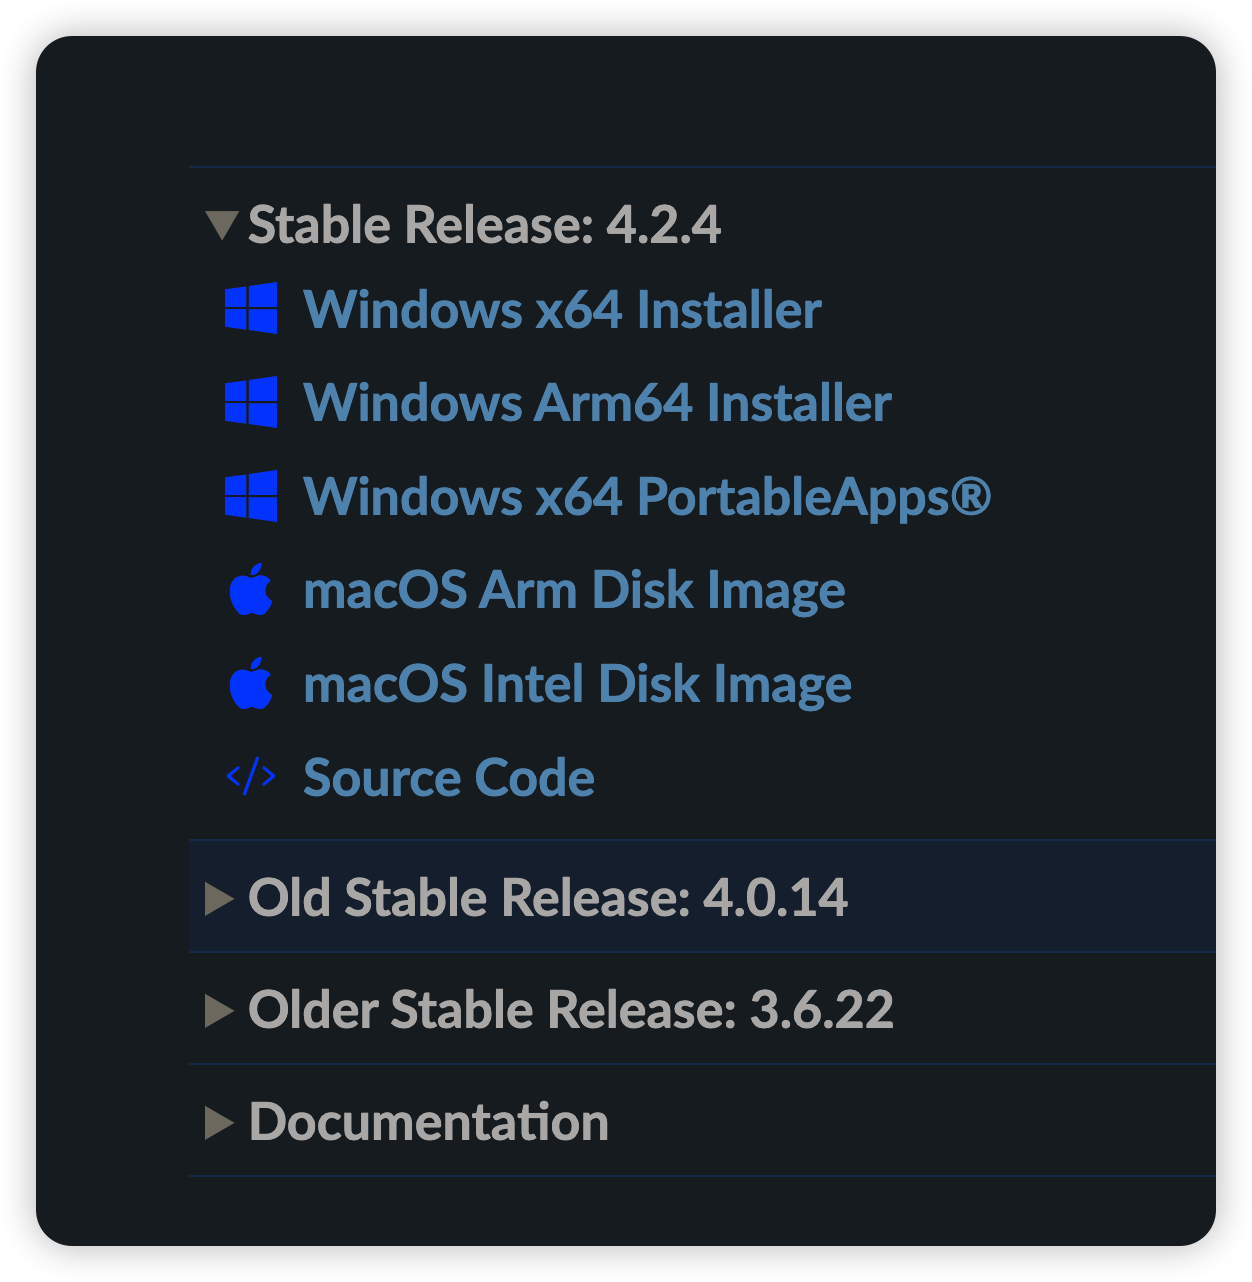 Stable Release: 4.2.4
Windows x64 Installer
Windows Arm64 Installer
Windows x64 PortableApps®
macOS Arm Disk Image
macOS Intel Disk Image
Source Code
Old Stable Release: 4.0.14
Older Stable Release: 3.6.22
Documentation